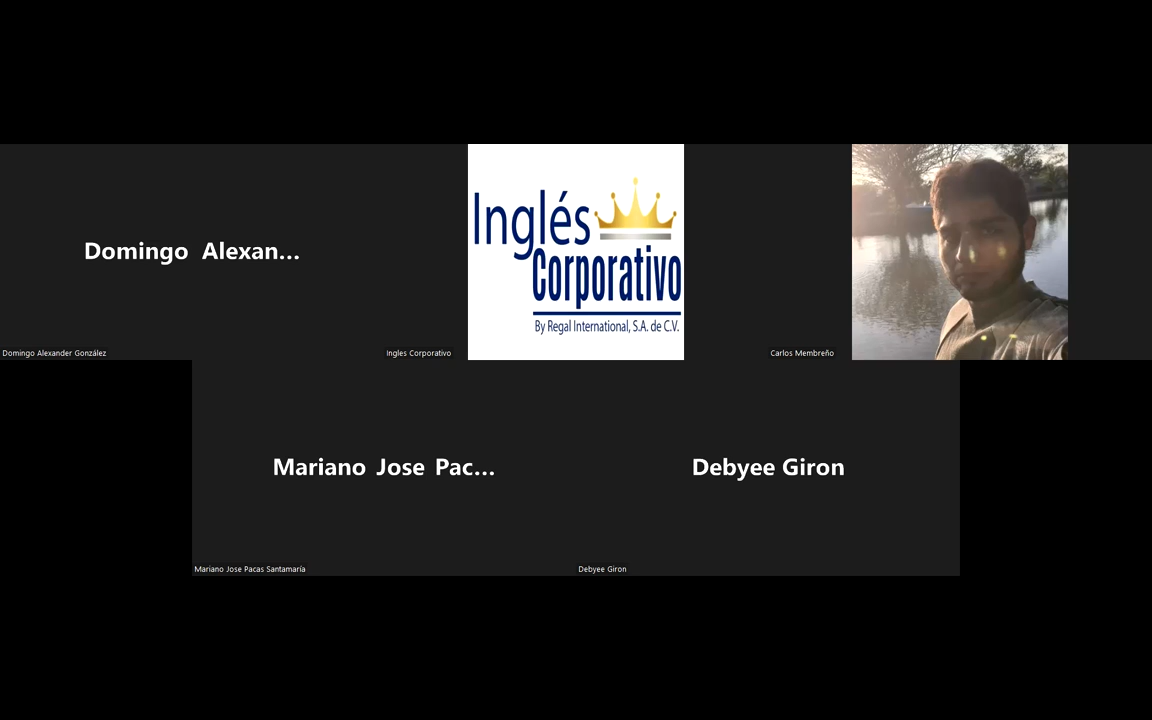 Domingo Alexan...
Domingo Alexander González
Inglés
Corporativo
By Regal International, S.A. de C.V.
Ingles Corporativo
Carlos Membreño
Mariano Jose Pac...
Mariano Jose Pacas Santamaría
Debyee Giron
Debyee Giron